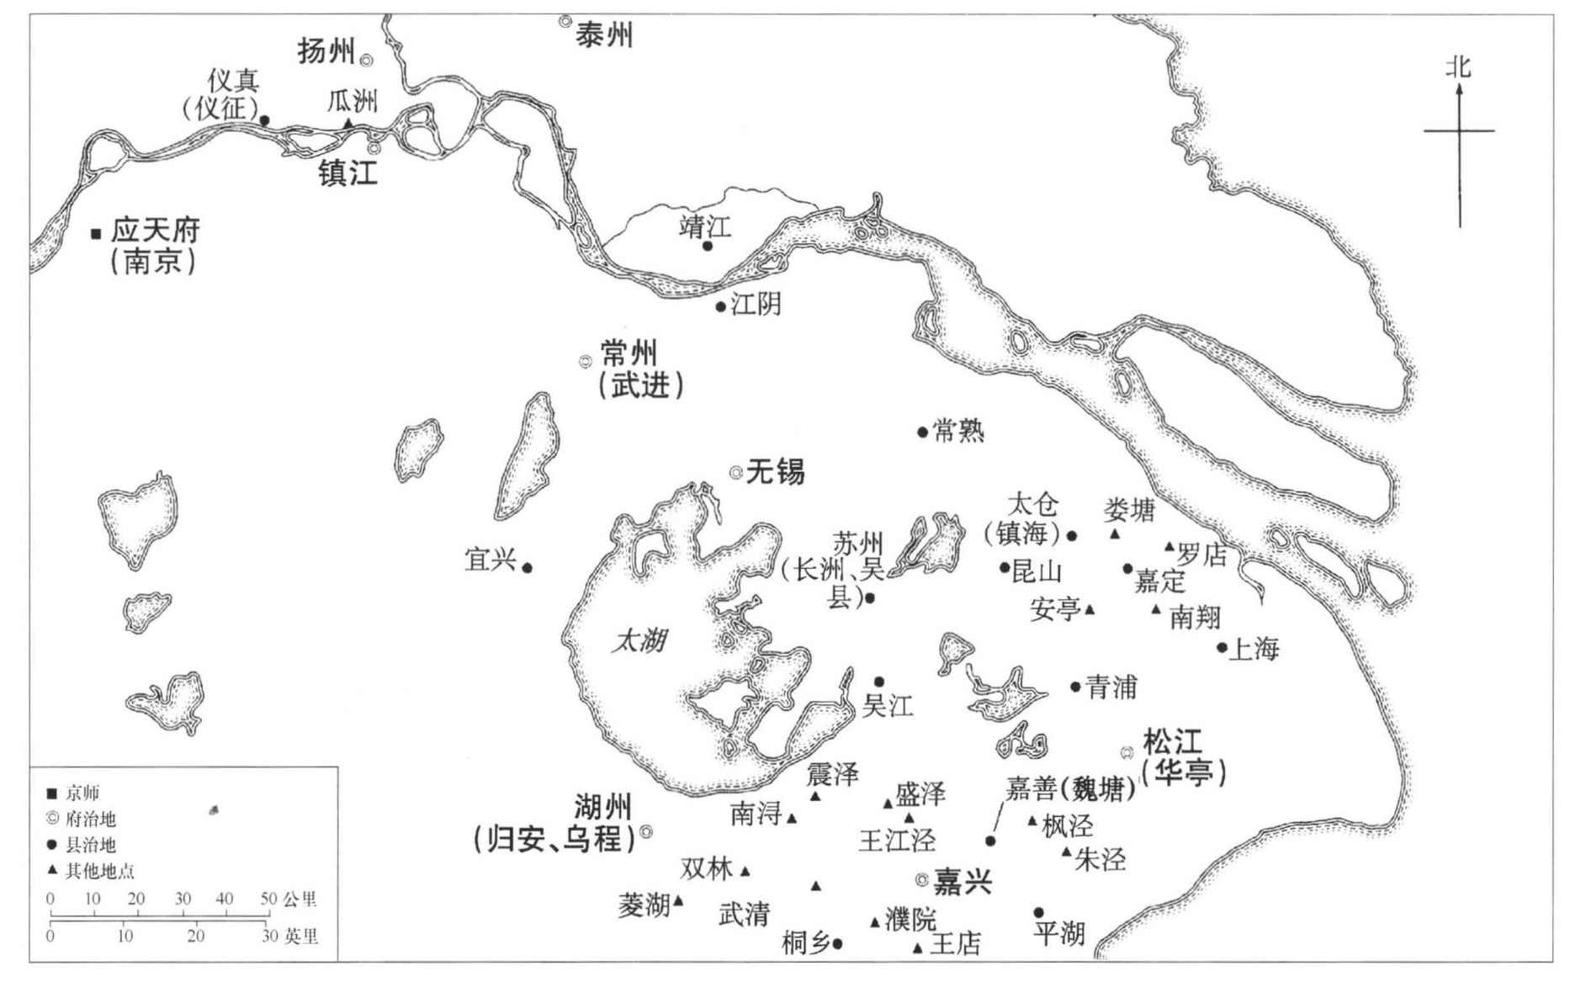 泰州
扬州
北
仪真
(仪征)
瓜洲
镇江
应天府
(南京)
靖江
江阴
常州
(武进)
常熟
无锡
太仓
(镇海)
娄塘
罗店
苏州
(长洲、吴
县)
宜兴
昆山
嘉定
安亭
南翔
太湖
上海
青浦
吴江
松江
(华亭)
震泽
盛泽
嘉善(魏塘)
湖州
(归安、乌程)
南浔
王江泾
枫泾
朱泾
双林
嘉兴
菱湖
武清
濮院
平湖
桐乡
王店
京师
府治地
县治地
其他地点
0 10 20 30 40 50 公里
0 10 20 30 英里